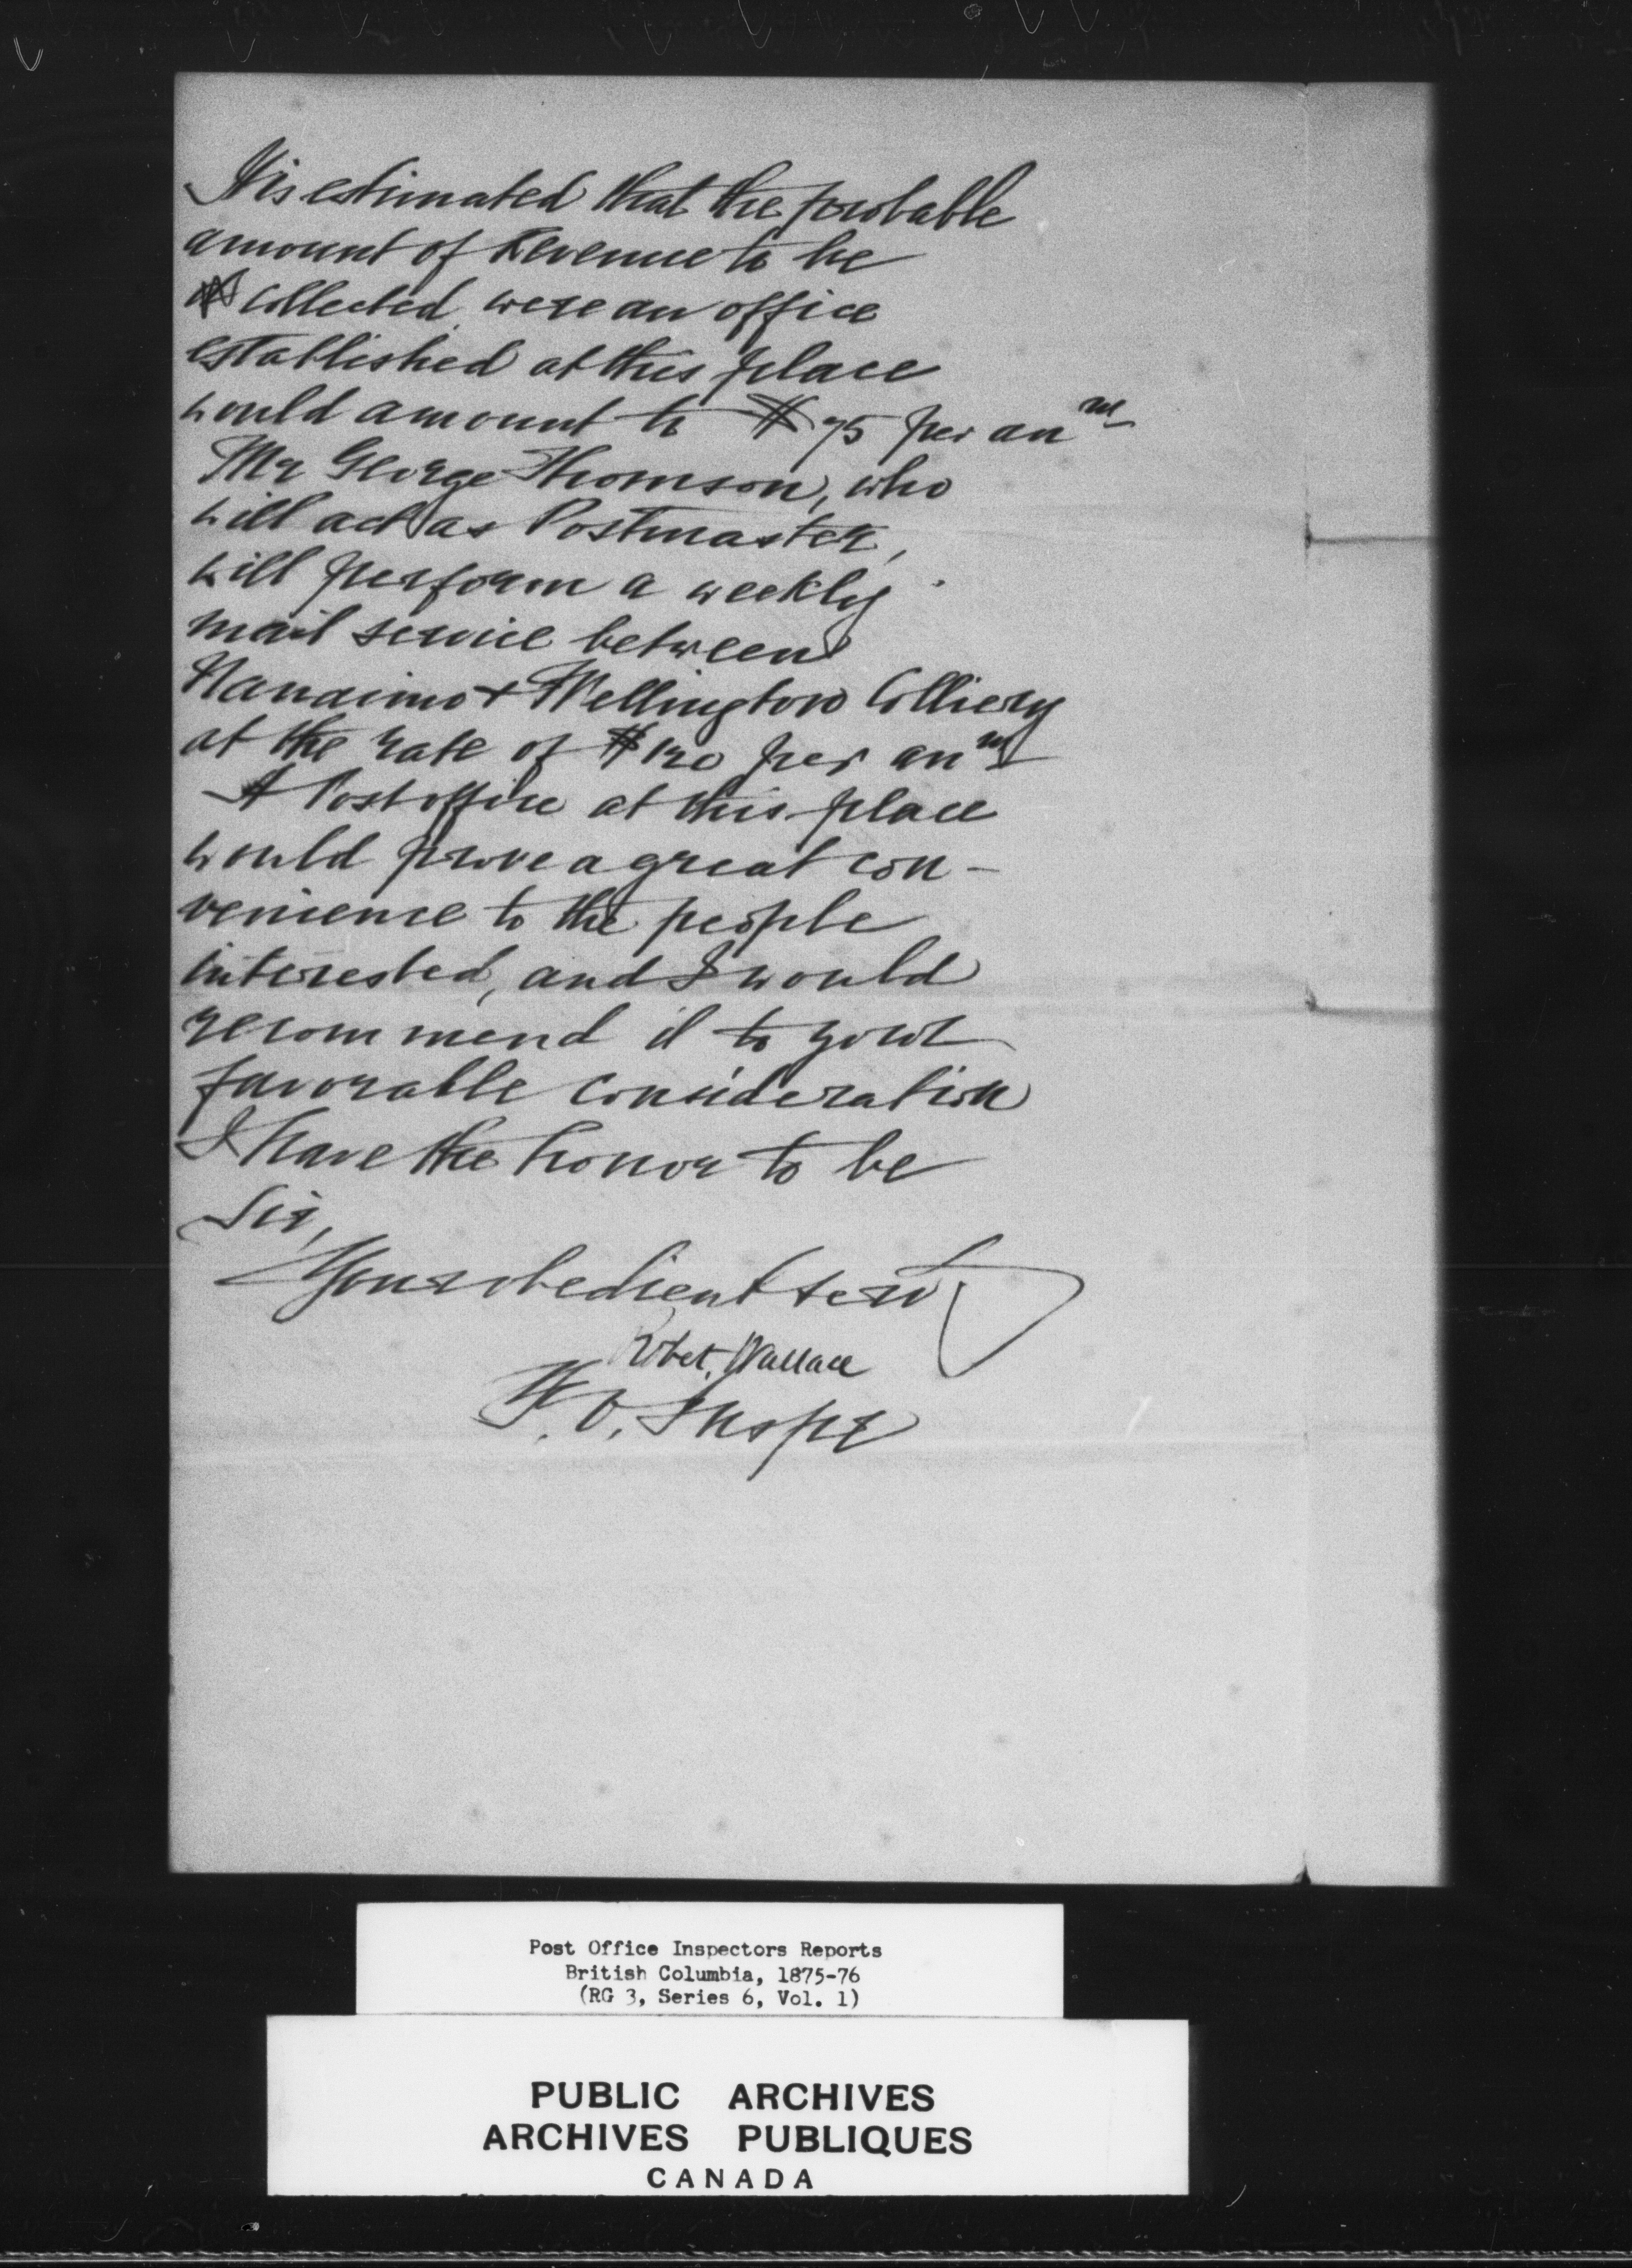 It is estimated that the probable
amount of Revenue to be
collected, were an office
established at this place
would amount to $75 per an^m
Mr George Thomson, who
will act as Postmaster,
will perform a weekly
mail service between
Nanaimo + Wellington Colliery
at the rate of $120 per an^m
A Post office at this place
would prove a great con-
venience to the people
interested, and I would
recommend it to your
favorable consideration
I have the honor to be
Sir,
Your obedient serv^t
Robet. Wallace
P.O. Inspr
Post Office Inspectors Reports
British Columbia, 1875-76
(RG 3, Series 6, Vol. 1)
PUBLIC ARCHIVES
ARCHIVES PUBLIQUES
CANADA